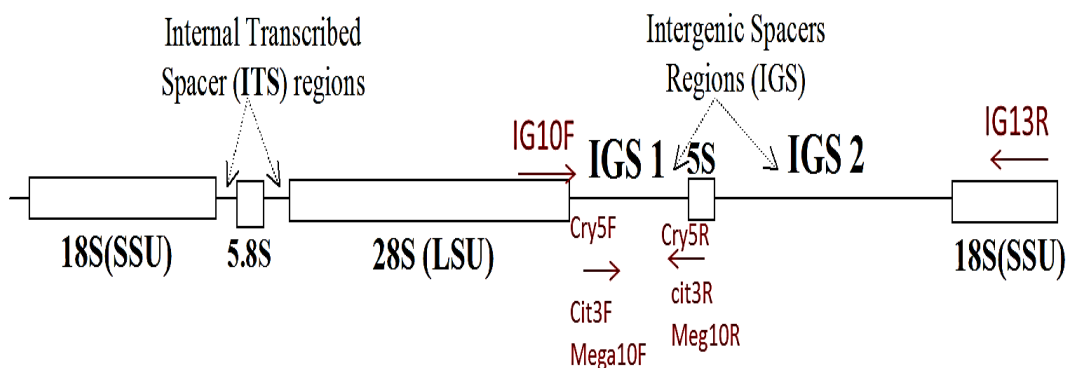 Internal Transcribed
Spacer (ITS) regions
Intergenic Spacers
Regions (IGS)
IG10F
IGS 1
5S
IGS 2
IG13R
18S(SSU)
5.8S
28S (LSU)
Cry5F
Cry5R
18S(SSU)
Cit3F
Mega10F
cit3R
Meg10R